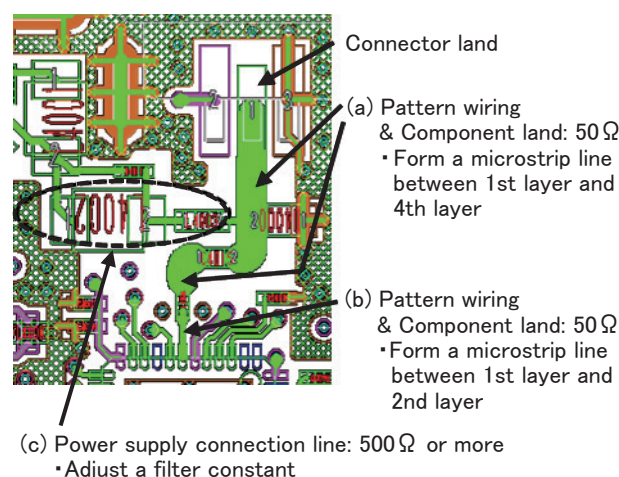 Connector land
(a) Pattern wiring
& Component land: 50Ω
・Form a microstrip line
between 1st layer and
4th layer
(b) Pattern wiring
& Component land: 50Ω
・Form a microstrip line
between 1st layer and
2nd layer
(c) Power supply connection line: 500Ω or more
・Adjust a filter constant